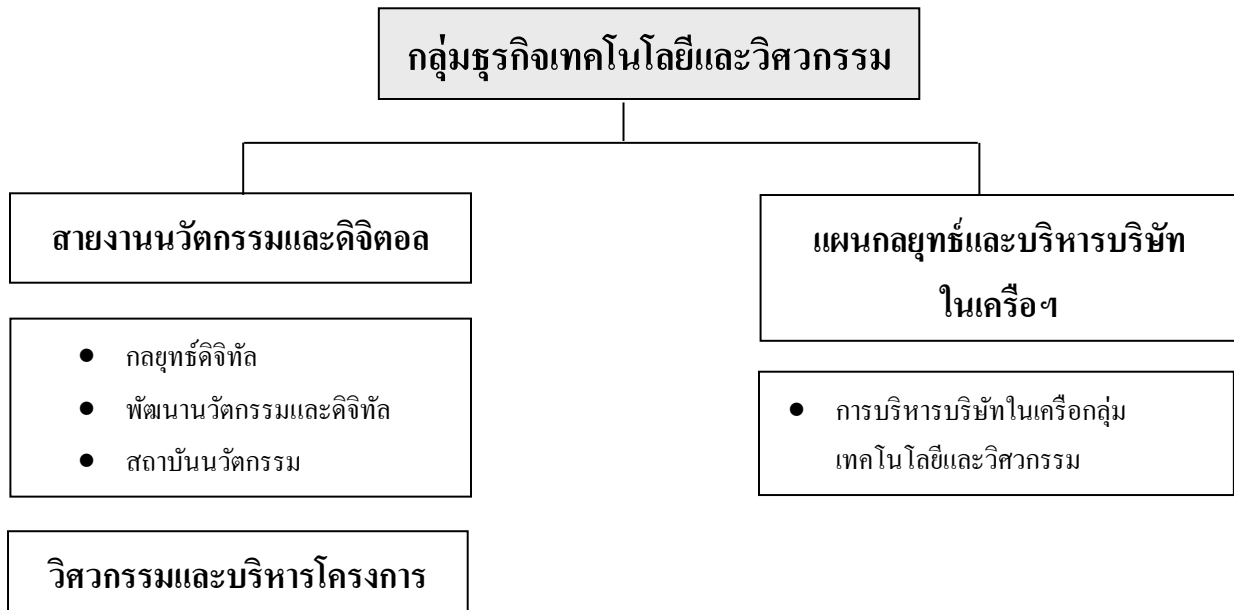 กลุ่มธุรกิจเทคโนโลยีและวิศวกรรม
สายงานนวัตกรรมและดิจิตอล
● กลยุทธ์ดิจิทัล
● พัฒนานวัตกรรมและดิจิทัล
● สถาบันนวัตกรรม
วิศวกรรมและบริหารโครงการ
แผนกลยุทธ์และบริหารบริษัท
ในเครือฯ
● การบริหารบริษัทในเครือกลุ่ม
เทคโนโลยีและวิศวกรรม